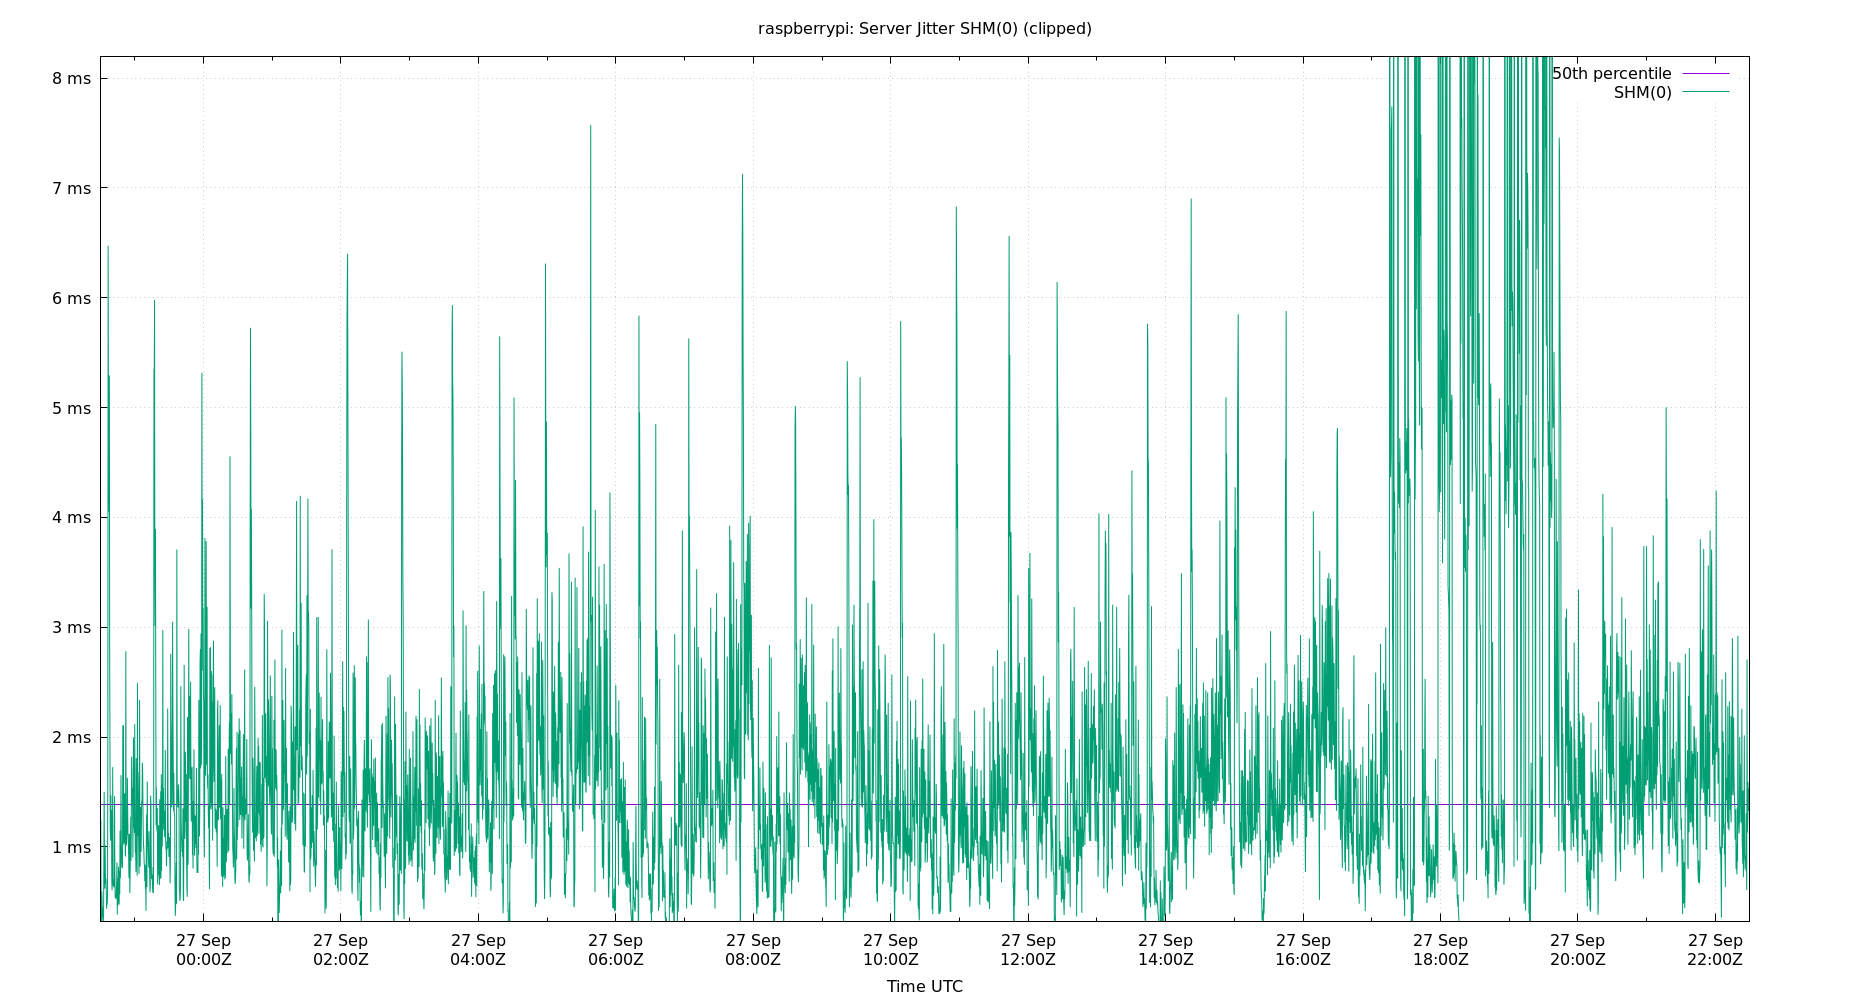 raspberrypi: Server Jitter SHM(0) (clipped)
8 ms
7 ms
6 ms
5 ms
4 ms
3 ms
2 ms
1 ms
50th percentile
SHM(0)
27 Sep 27 Sep 27 Sep 27 Sep 27 Sep 27 Sep 27 Sep 27 Sep 27 Sep 27 Sep 27 Sep 27 Sep
00:00Z 02:00Z 04:00Z 06:00Z 08:00Z 10:00Z 12:00Z 14:00Z 16:00Z 18:00Z 20:00Z 22:00Z
Time UTC